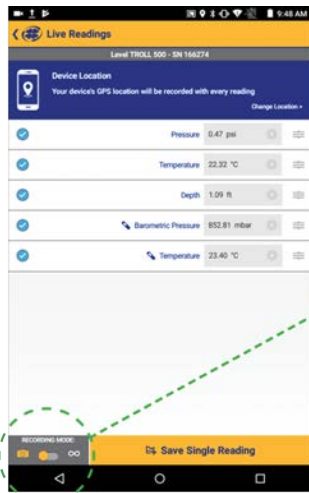 9:48 AM
Live Readings
Level TROLL 500 - SN 166274
Device Location
Your device's GPS location will be recorded with every reading
Change Location »
Pressure 0.47 psi
Temperature 22.32 °C
Depth 1.09 ft
Barometric Pressure 852.81 mbar
Temperature 23.40 °C
RECORDING MODE:
Save Single Reading